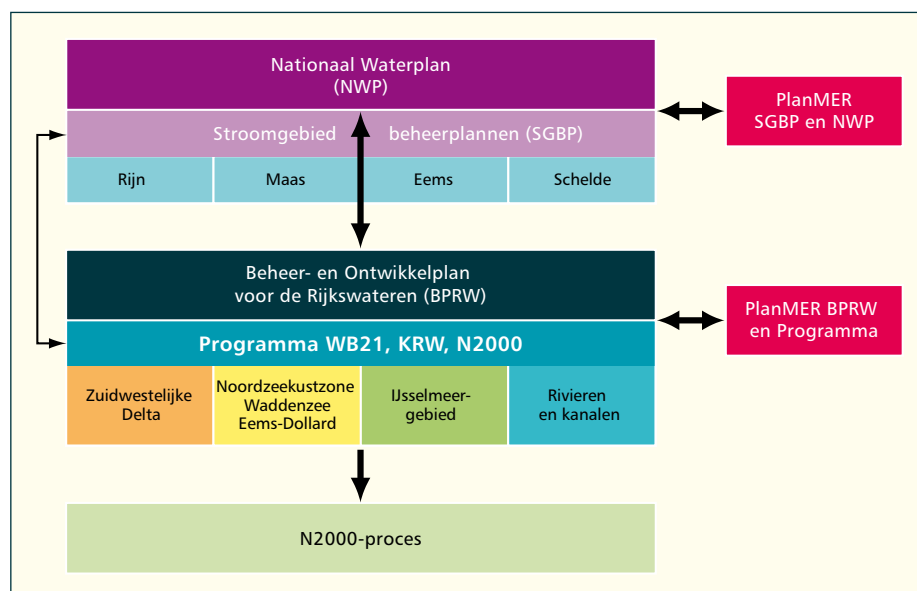 Nationaal Waterplan
(NWP)
PlanMER
SGBP en NWP
Stroomgebied beheerplannen (SGBP)
Rijn
Maas
Eems
Schelde
Beheer- en Ontwikkelplan
voor de Rijkswateren (BPRW)
PlanMER BPRW
en Programma
Programma WB21, KRW, N2000
Zuidwestelijke
Delta
Noordzeekustzone
Waddenzee
Eems-Dollard
IJsselmeer-
gebied
Rivieren
en kanalen
N2000-proces